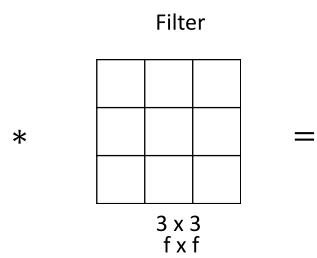 Filter
* =
3 x 3
f x f